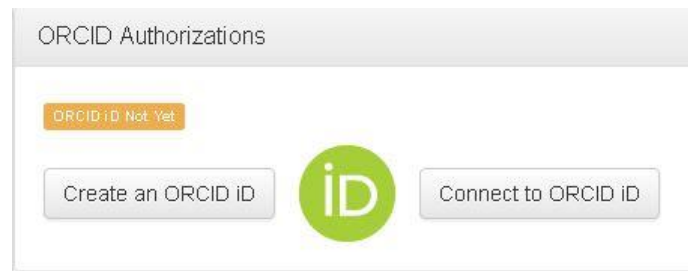 ORCID Authorizations
ORCID iD Not Yet
Create an ORCID iD
iD
Connect to ORCID iD